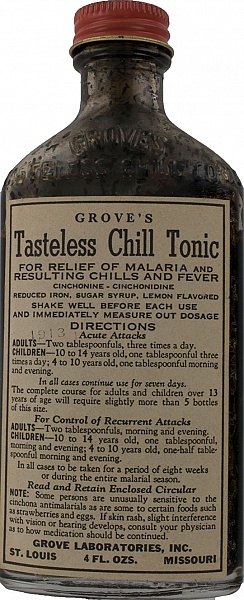 GROVE'S
TASTELESS CHILL TONIC
GROVE'S
Tasteless Chill Tonic
FOR RELIEF OF MALARIA AND
RESULTING CHILLS AND FEVER
CINCHONINE - CINCHONIDINE
REDUCED IRON, SUGAR SYRUP, LEMON FLAVORED
SHAKE WELL BEFORE EACH USE
AND IMMEDIATELY MEASURE OUT DOSAGE
DIRECTIONS
1913
Acute Attacks
ADULTS—Two tablespoonfuls, three times a day.
CHILDREN—10 to 14 years old, one tablespoonful three
times a day; 4 to 10 years old, one tablespoonful morning
and evening.
In all cases continue use for seven days.
The complete course for adults and children over 13
years of age will require slightly more than 5 bottles
of this size.
For Control of Recurrent Attacks
ADULTS—Two tablespoonfuls, morning and evening.
CHILDREN—10 to 14 years old, one tablespoonful,
morning and evening; 4 to 10 years old, one-half table-
spoonful morning and evening.
In all cases to be taken for a period of eight weeks
or during the entire malarial season.
Read and Retain Enclosed Circular
NOTE: Some persons are unusually sensitive to the
cinchona antimalarials as are some to certain foods such
as strawberries and eggs. If skin rash, slight interference
with vision or hearing develops, consult your physician
as to how medication should be continued.
GROVE LABORATORIES, INC.
ST. LOUIS 4 FL. OZS. MISSOURI